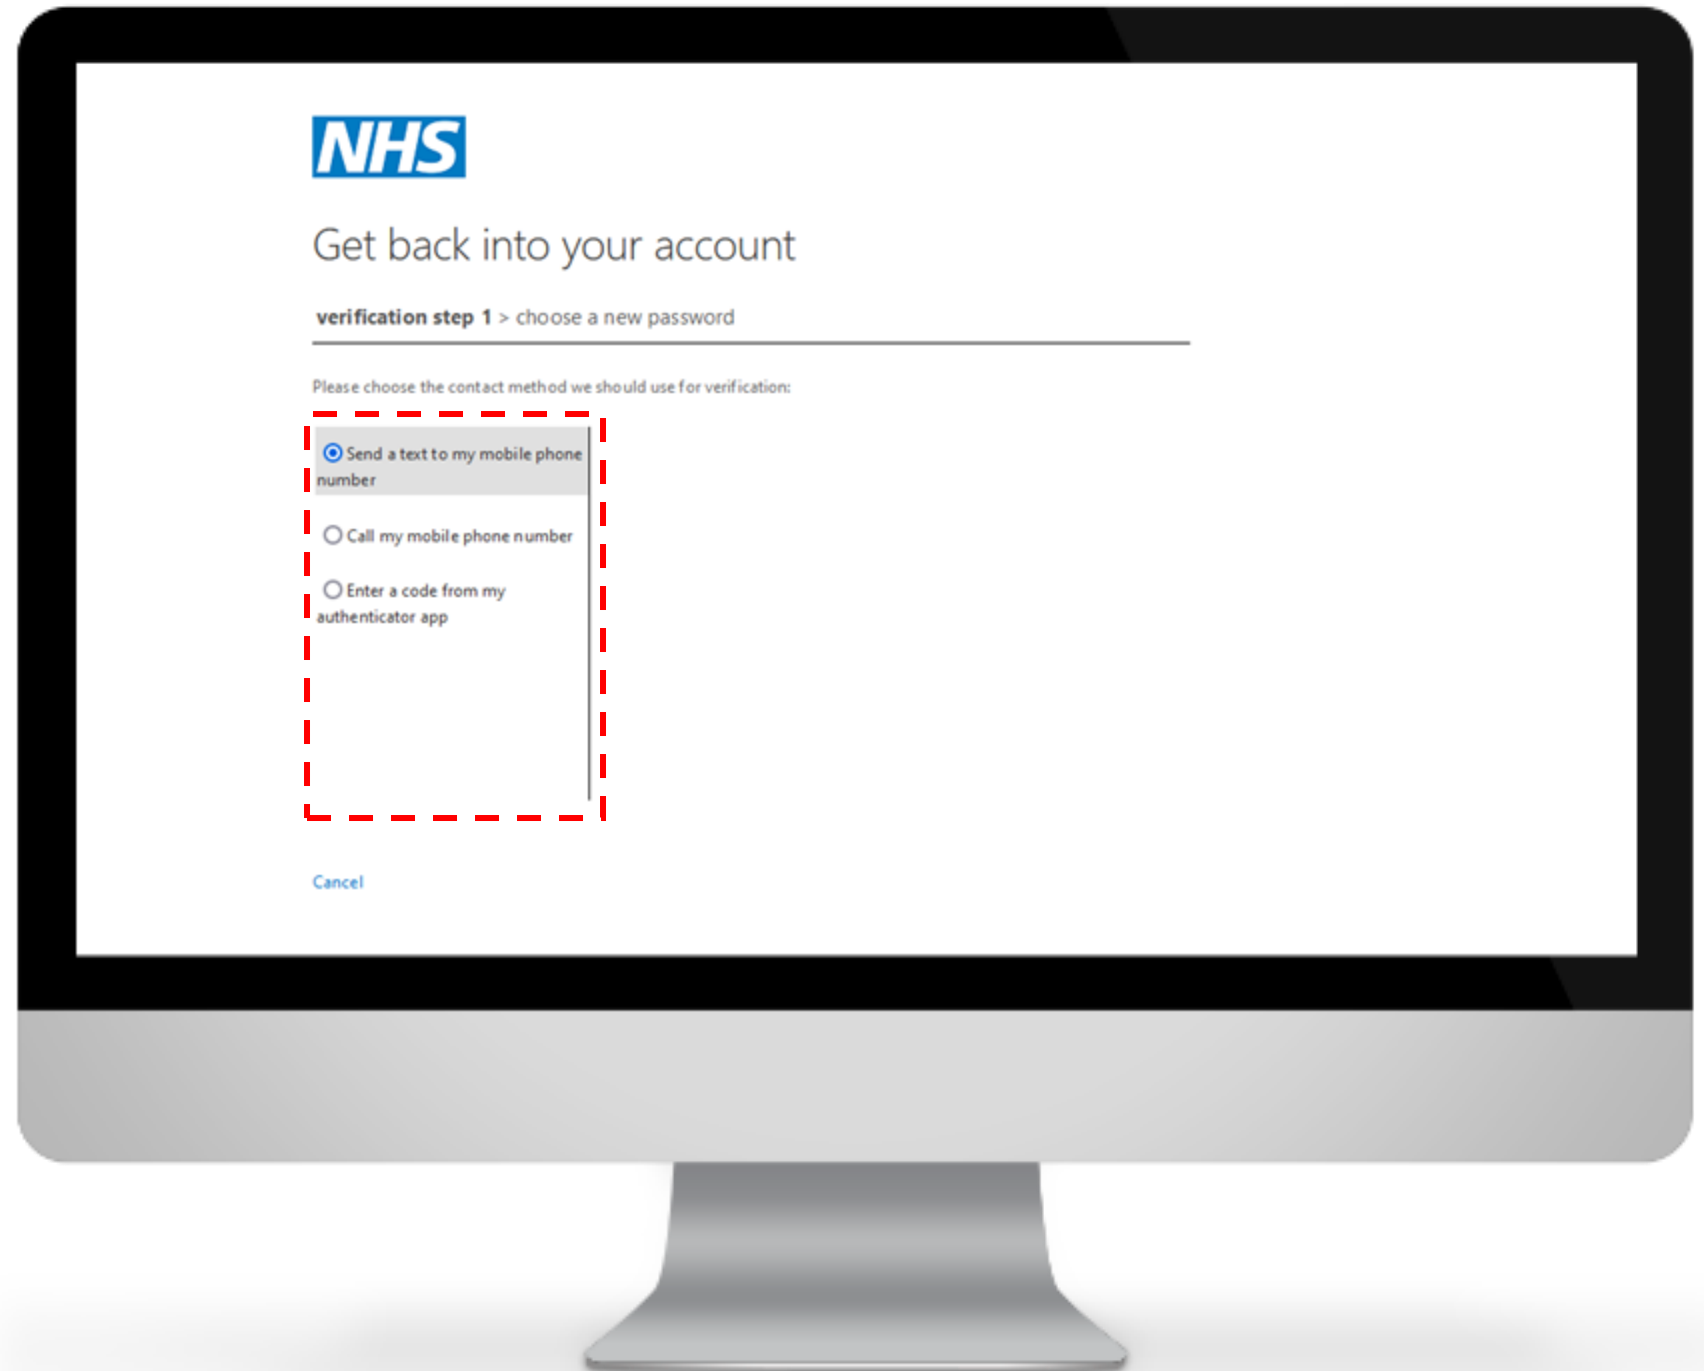 NHS
Get back into your account
verification step 1 > choose a new password
Please choose the contact method we should use for verification:
Send a text to my mobile phone
number
Call my mobile phone number
Enter a code from my
authenticator app
Cancel